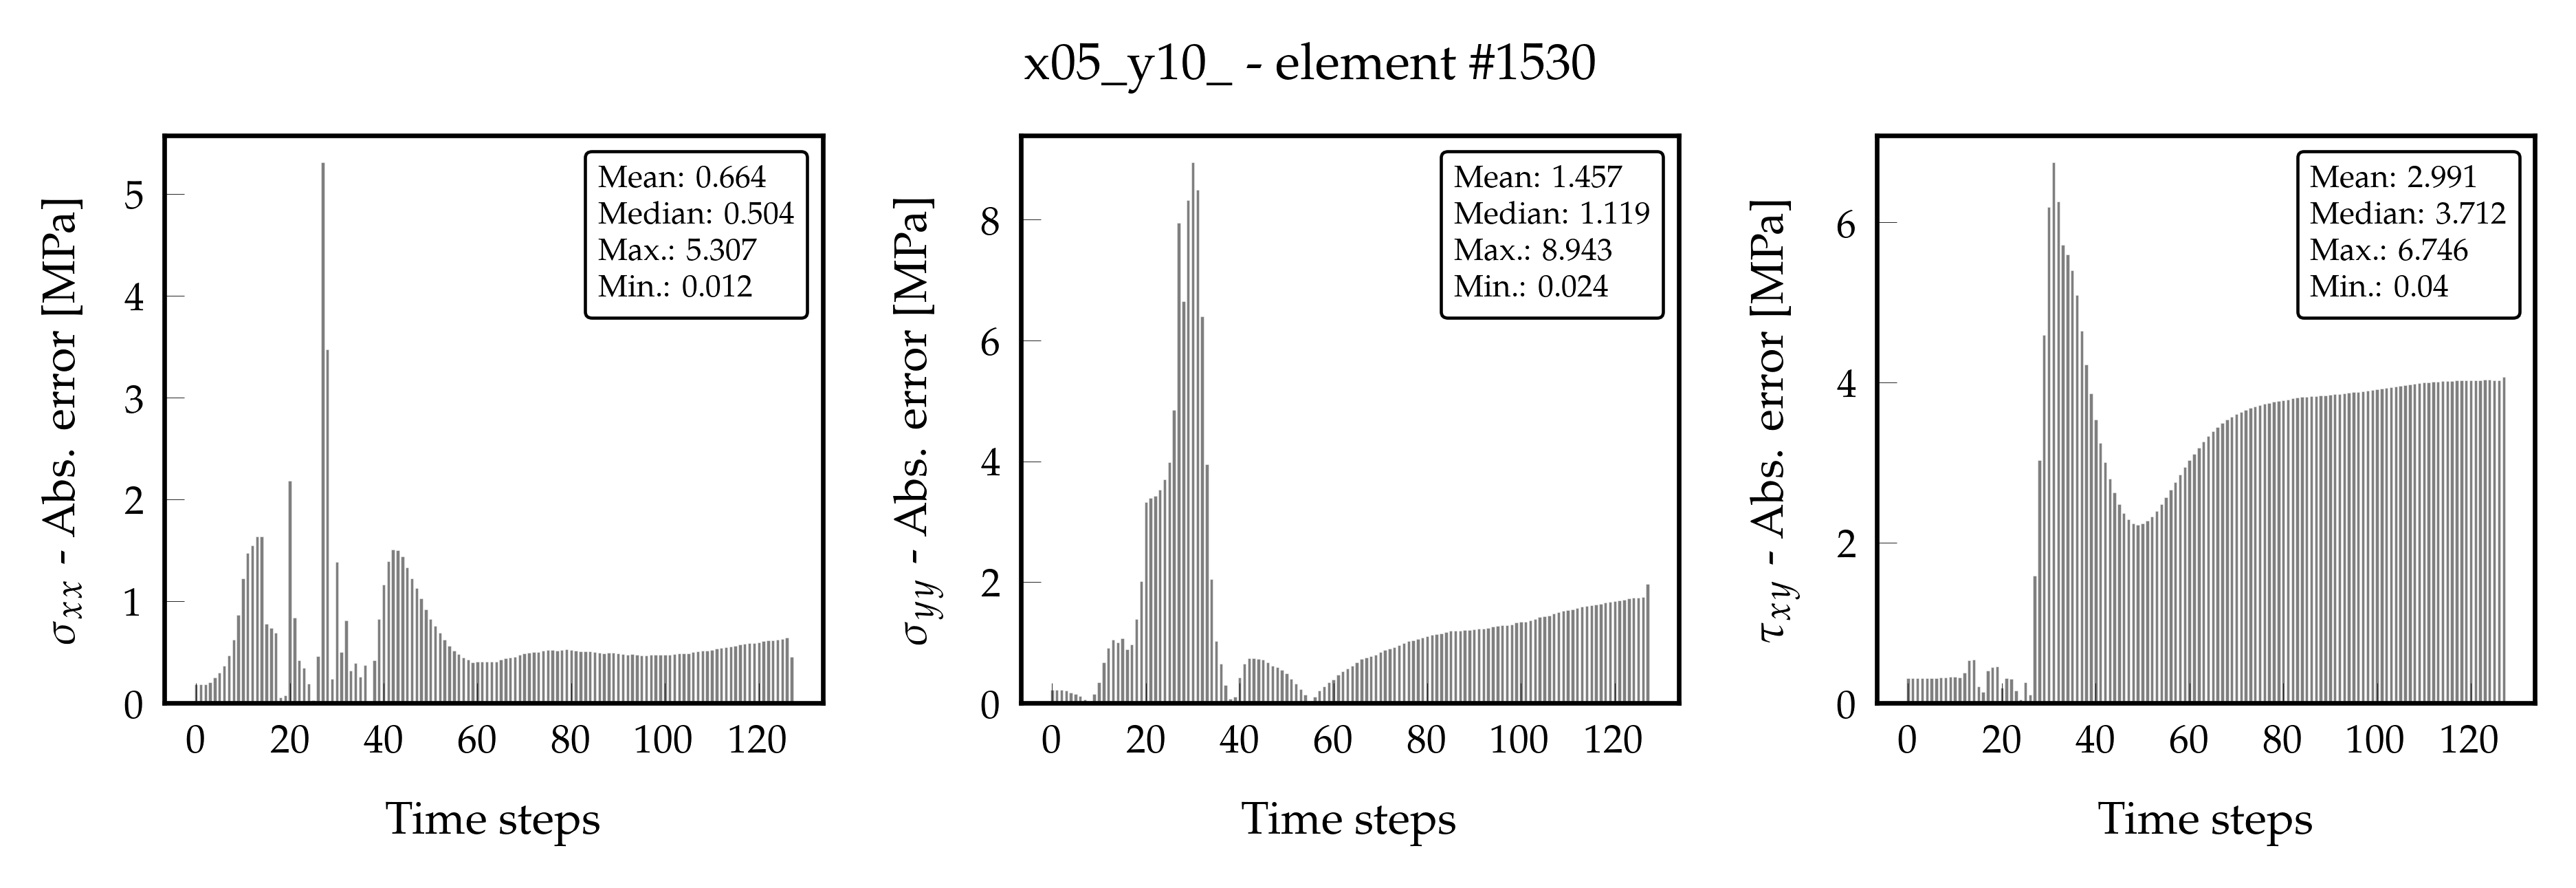 x05_y10_ - element #1530
σxx - Abs. error [MPa]
5
4
3
2
1
0
0 20 40 60 80 100 120
Time steps
Mean: 0.664
Median: 0.504
Max.: 5.307
Min.: 0.012
σyy - Abs. error [MPa]
8
6
4
2
0
0 20 40 60 80 100 120
Time steps
Mean: 1.457
Median: 1.119
Max.: 8.943
Min.: 0.024
τxy - Abs. error [MPa]
6
4
2
0
0 20 40 60 80 100 120
Time steps
Mean: 2.991
Median: 3.712
Max.: 6.746
Min.: 0.04